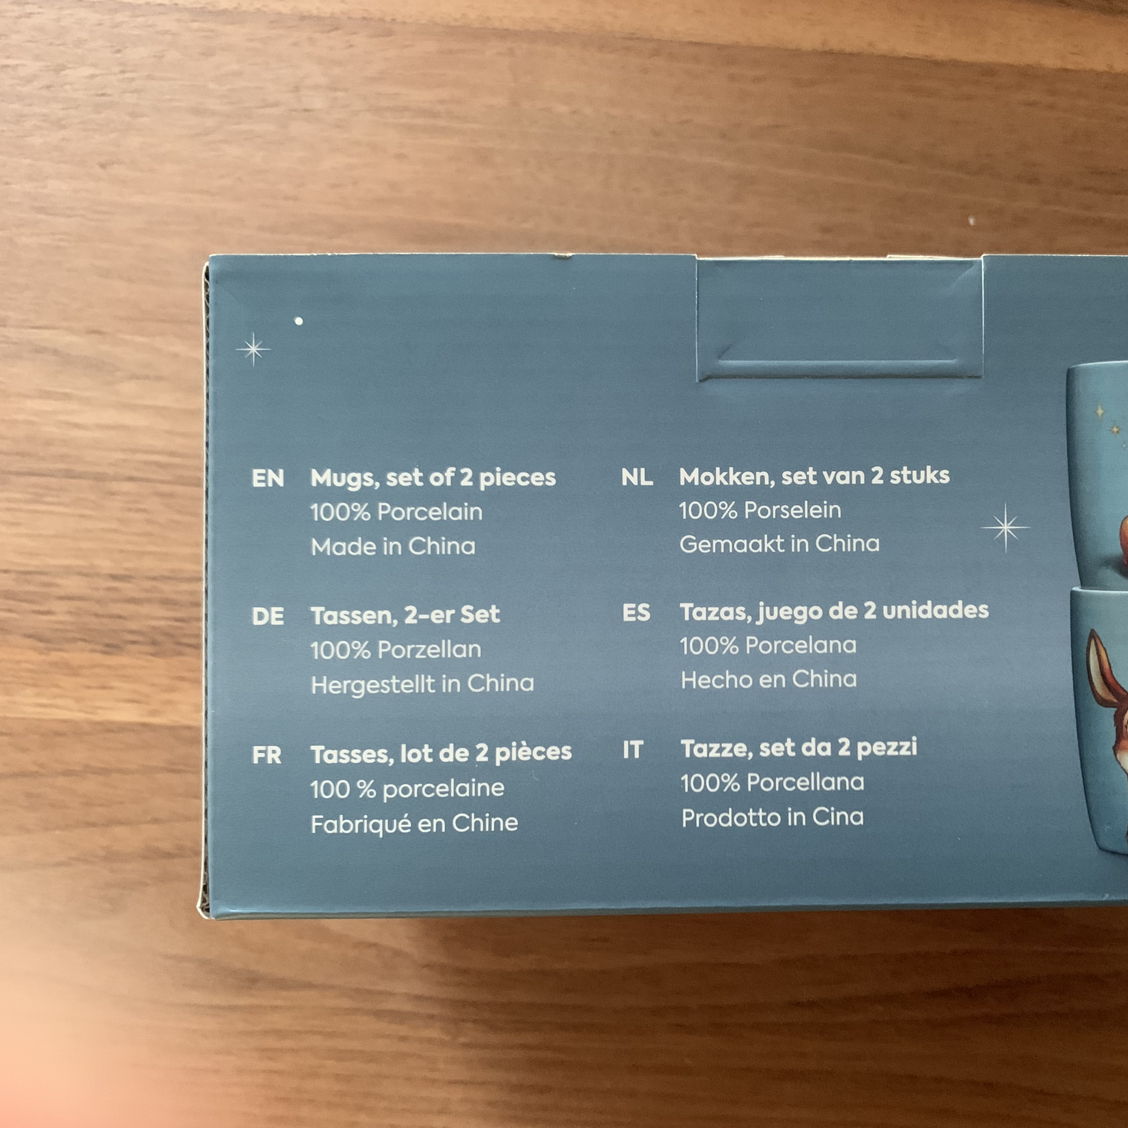 EN Mugs, set of 2 pieces
100% Porcelain
Made in China
DE Tassen, 2-er Set
100% Porzellan
Hergestellt in China
FR Tasses, lot de 2 pièces
100 % porcelaine
Fabriqué en Chine
NL Mokken, set van 2 stuks
100% Porselein
Gemaakt in China
ES Tazas, juego de 2 unidades
100% Porcelana
Hecho en China
IT Tazze, set da 2 pezzi
100% Porcellana
Prodotto in Cina